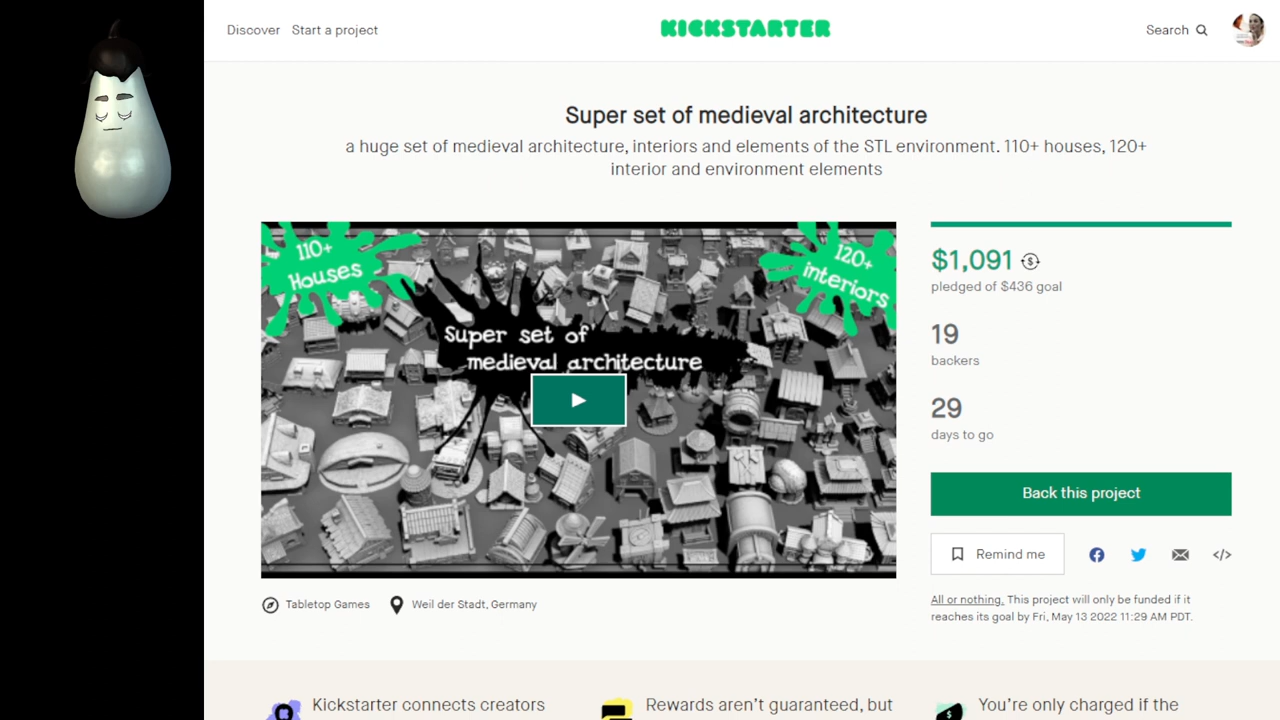 Discover Start a project
KICKSTARTER
Search
Super set of medieval architecture
a huge set of medieval architecture, interiors and elements of the STL environment. 110+ houses, 120+
interior and environment elements
110+
Houses
120+
interiors
Super set of
medieval architecture
$1,091
pledged of $436 goal
19
backers
29
days to go
Back this project
Remind me
Tabletop Games
Weil der Stadt, Germany
All or nothing. This project will only be funded if it
reaches its goal by Fri, May 13 2022 11:29 AM PDT.
Kickstarter connects creators
Rewards aren't guaranteed, but
You're only charged if the